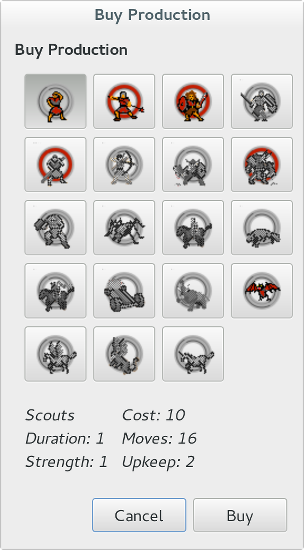 Buy Production
Buy Production
Scouts Cost: 10
Duration: 1 Moves: 16
Strength: 1 Upkeep: 2
Cancel Buy